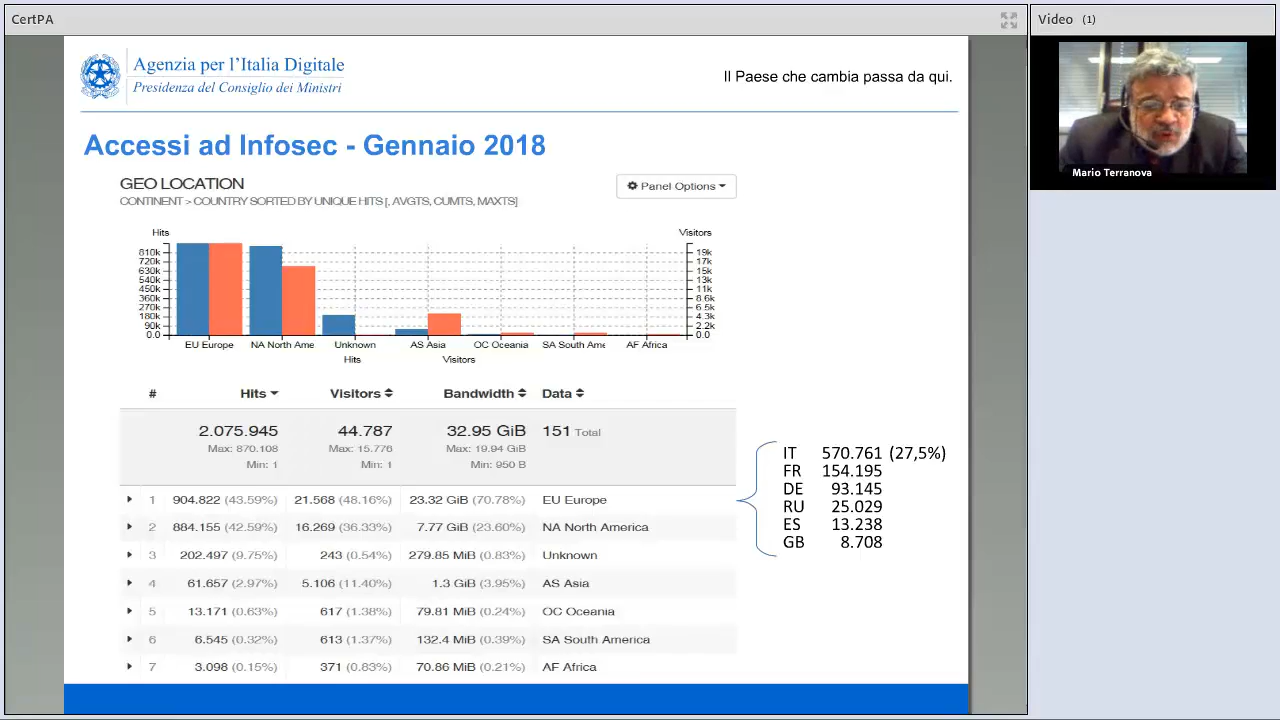 CertPA
Video (1)
Agenzia per l'Italia Digitale
Presidenza del Consiglio dei Ministri
Il Paese che cambia passa da qui.
Mario Terranova
Accessi ad Infosec - Gennaio 2018
GEO LOCATION
CONTINENT > COUNTRY SORTED BY UNIQUE HITS [, AVGTS, CUMTS, MAXTS]
Panel Options
Hits Visitors
810k 19k
720k 17k
630k 15k
540k 13k
450k 11k
360k 8.6k
270k 6.5k
180k 4.3k
90k 2.2k
0.0 0.0
EU Europe NA North Ame Unknown AS Asia OC Oceania SA South Ame AF Africa
Hits Visitors
# Hits Visitors Bandwidth Data
2.075.945 44.787 32.95 GiB 151 Total
Max: 870.108 Max: 15.776 Max: 19.94 GiB
Min: 1 Min: 1 Min: 950 B
1 904.822 (43.59%) 21.568 (48.16%) 23.32 GiB (70.78%) EU Europe
2 884.155 (42.59%) 16.269 (36.33%) 7.77 GiB (23.60%) NA North America
3 202.497 (9.75%) 243 (0.54%) 279.85 MiB (0.83%) Unknown
4 61.657 (2.97%) 5.106 (11.40%) 1.3 GiB (3.95%) AS Asia
5 13.171 (0.63%) 617 (1.38%) 79.81 MiB (0.24%) OC Oceania
6 6.545 (0.32%) 613 (1.37%) 132.4 MiB (0.39%) SA South America
7 3.098 (0.15%) 371 (0.83%) 70.86 MiB (0.21%) AF Africa
IT 570.761 (27,5%)
FR 154.195
DE 93.145
RU 25.029
ES 13.238
GB 8.708